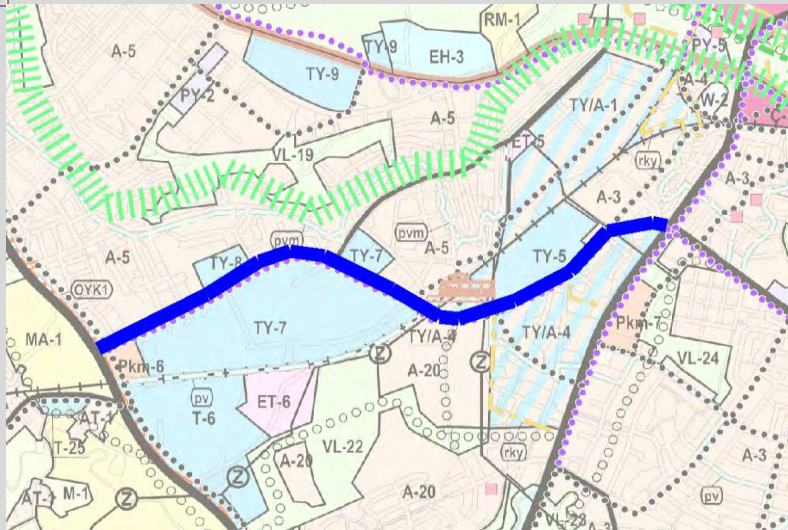 RM-1
A-5
TY-9
EH-3
PY-5
TY-9
A-4
W-2
PY-2
TY/A-1
A-5
ET-5
VL-19
rky
A-3
A-3
pvm
pvm
A-5
A-5
TY-8
TY-7
TY-5
OYK1
MA-1
TY-7
TY/A-4
TY/A-4
Pkm-7
Pkm-6
Z
Z
VL-24
A-20
pv
ET-6
T-6
AT-1
T-25
VL-22
rky
A-3
A-20
Z
A-20
AT-1
M-1
Z
pv
VL-23
A-3